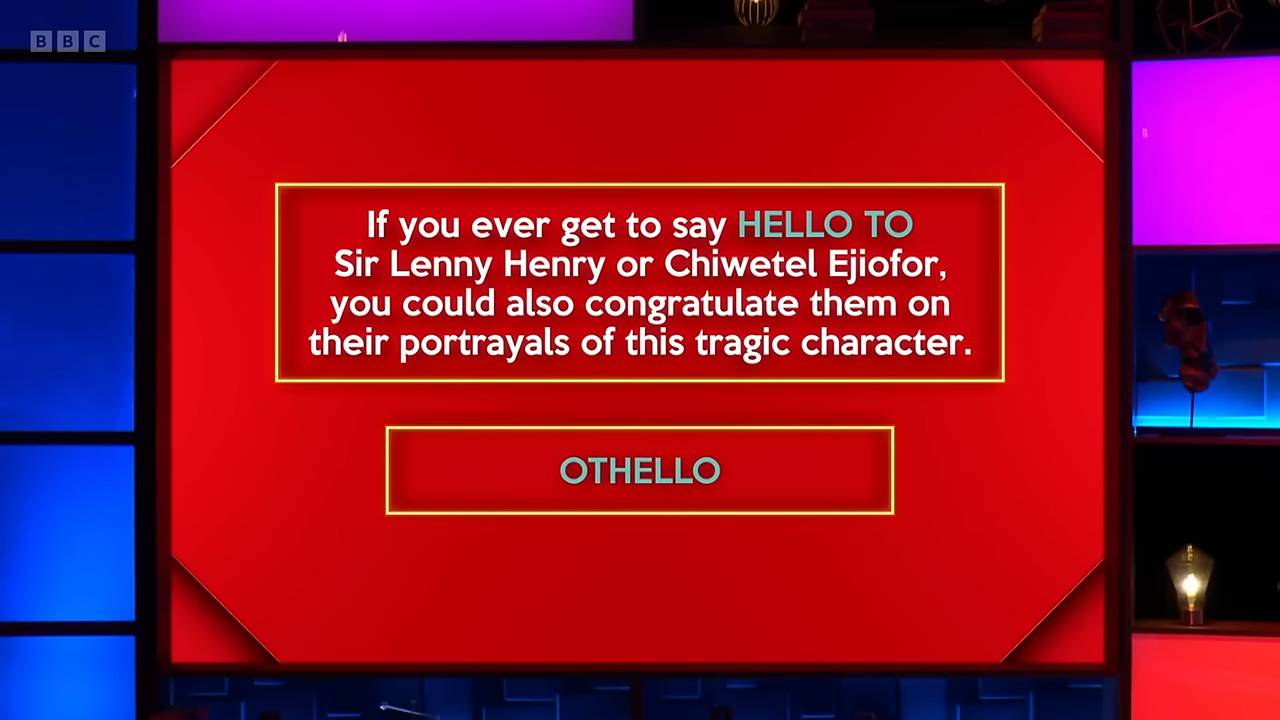 BBC
If you ever get to say HELLO TO
Sir Lenny Henry or Chiwetel Ejiofor,
you could also congratulate them on
their portrayals of this tragic character.
OTHELLO